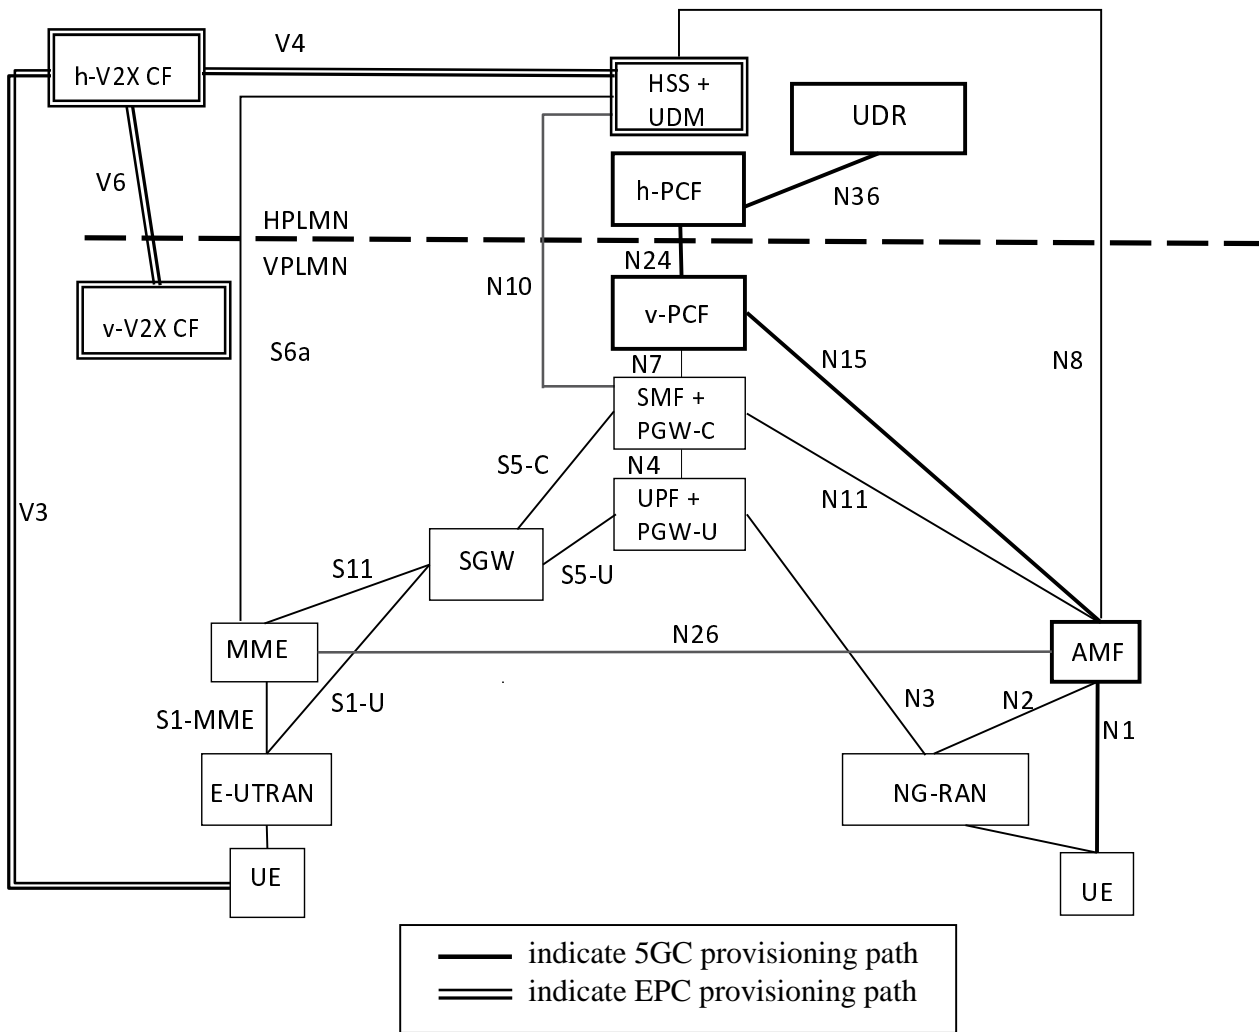 V4
h-V2X CF
HSS +
UDM
UDR
V6
h-PCF
N36
HPLMN
VPLMN
N24
N10
v-V2X CF
v-PCF
S6a
N7
N15
N8
SMF +
PGW-C
S5-C
N4
V3
UPF +
PGW-U
N11
SGW
S11
S5-U
MME
N26
AMF
S1-MME
S1-U
N3
N2
N1
E-UTRAN
NG-RAN
UE
UE
indicate 5GC provisioning path
indicate EPC provisioning path